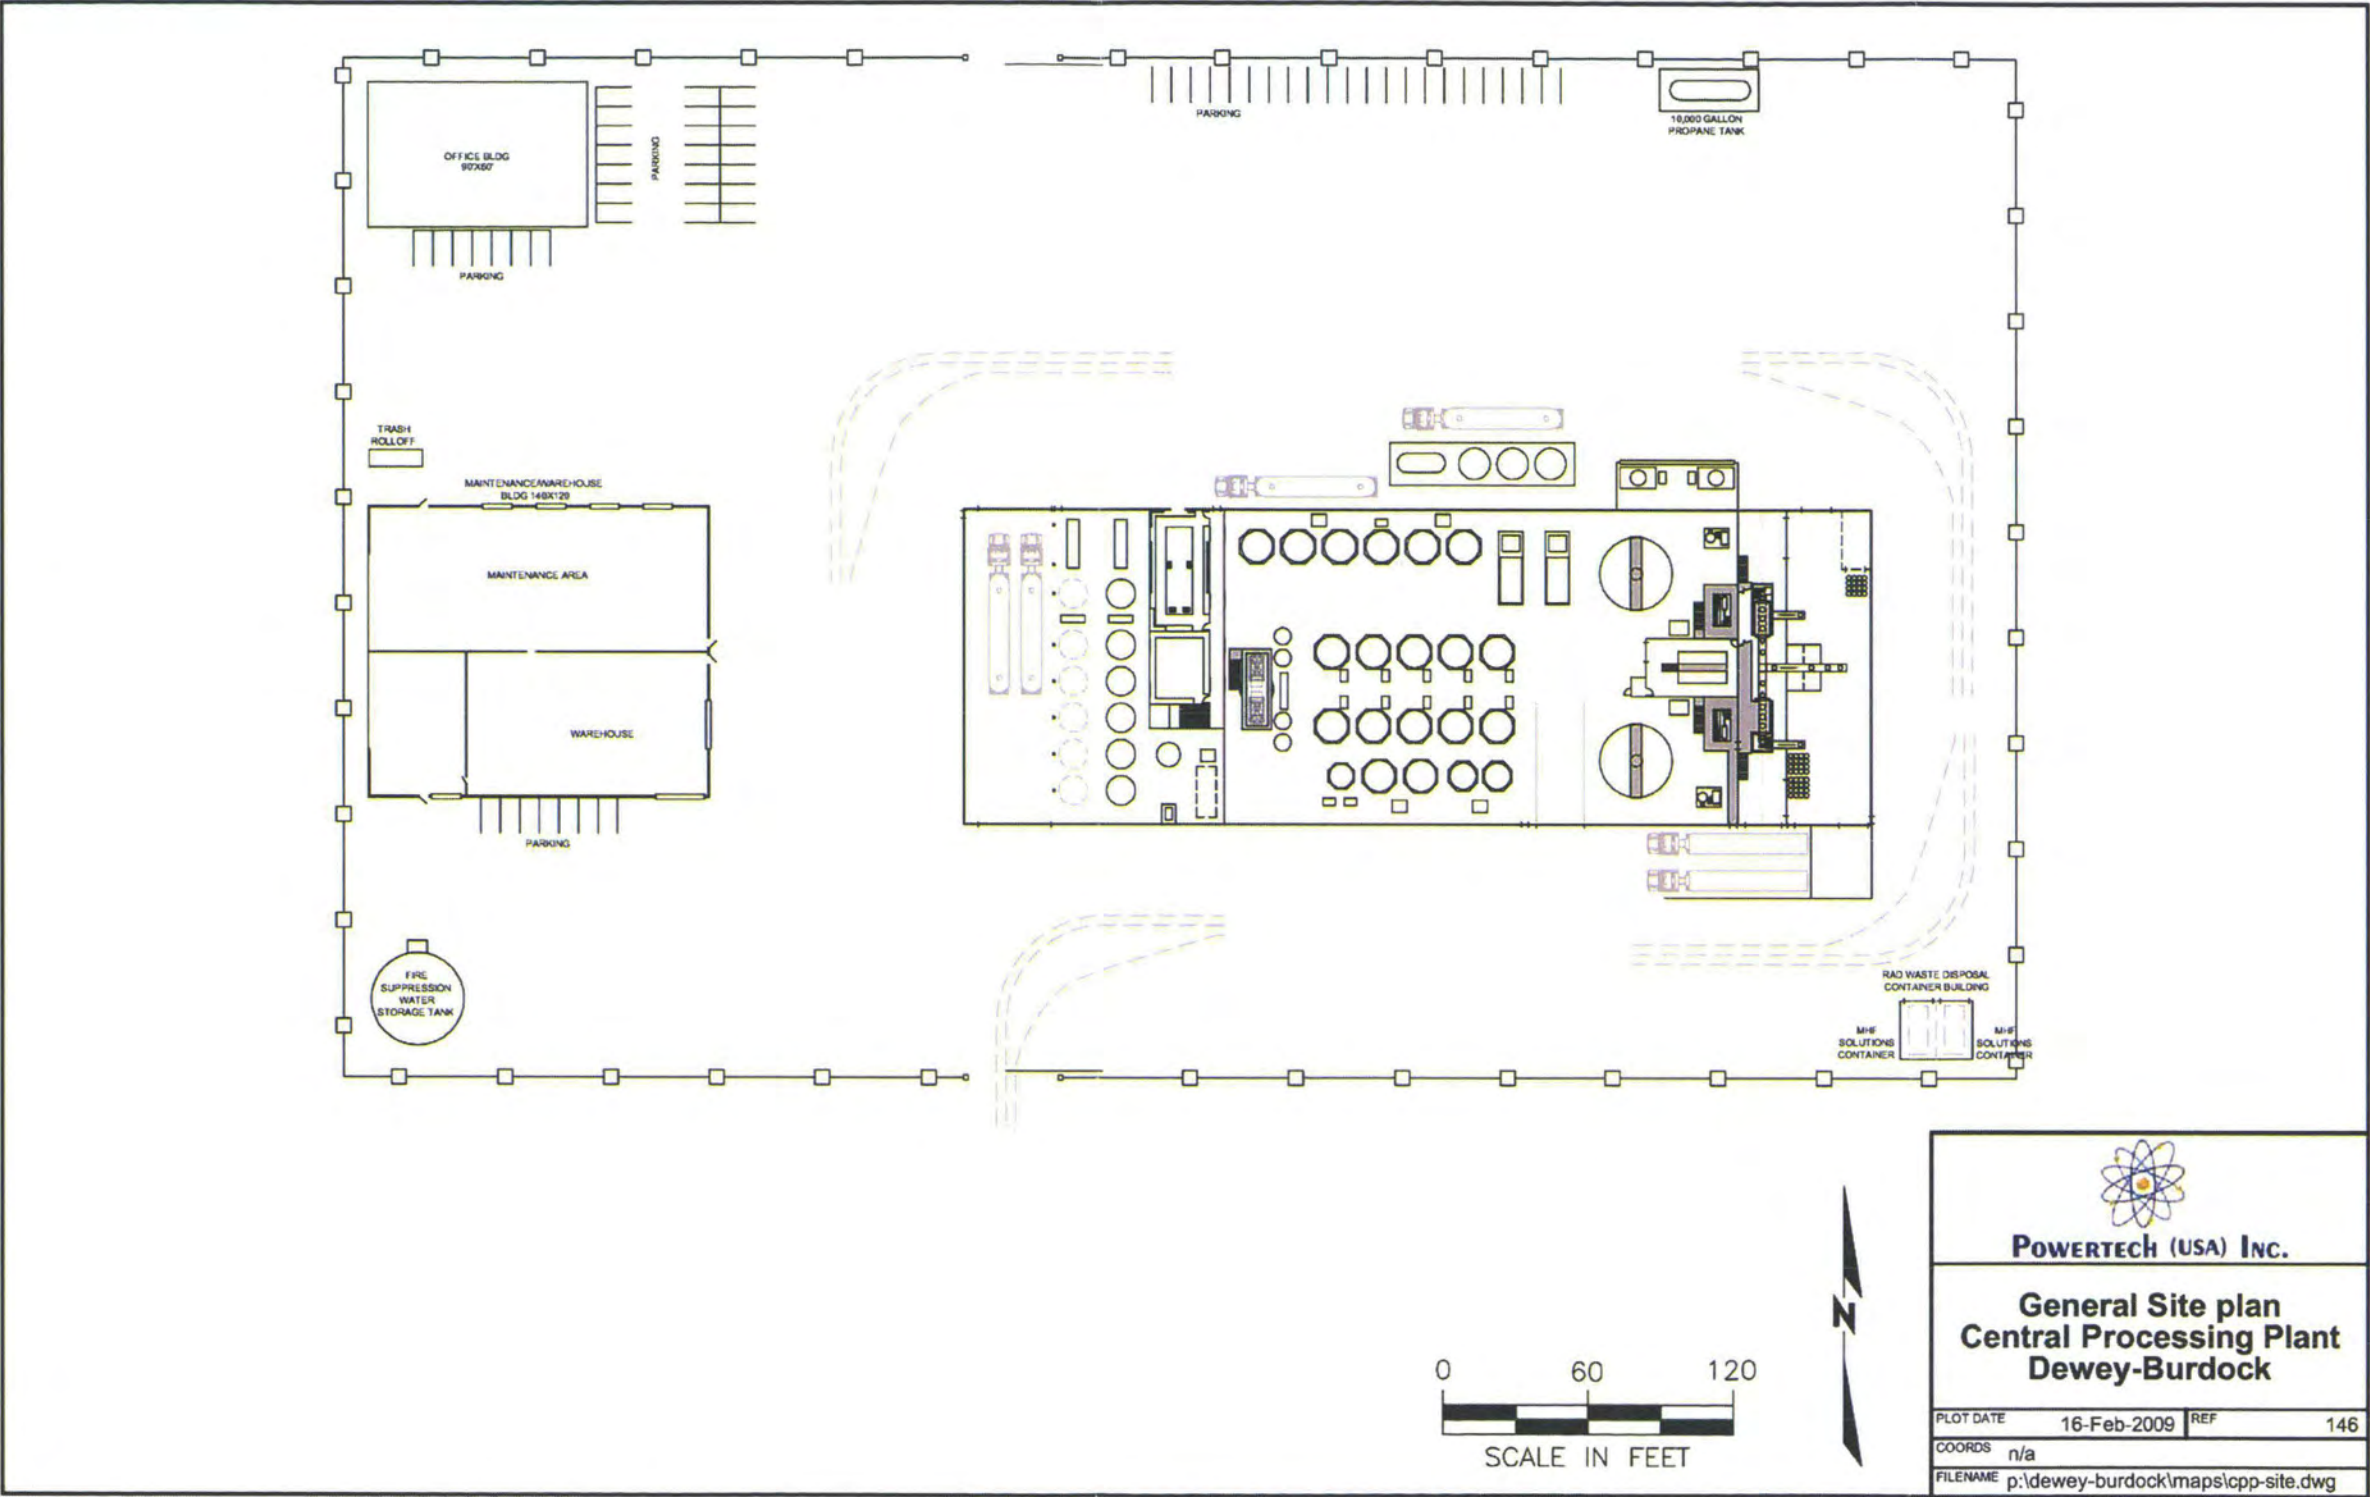 PARKING
10,000 GALLON
PROPANE TANK
OFFICE BLDG
90'X60'
PARKING
PARKING
TRASH
ROLLOFF
MAINTENANCE/WAREHOUSE
BLDG 140X120
MAINTENANCE AREA
WAREHOUSE
PARKING
FIRE
SUPPRESSION
WATER
STORAGE TANK
RAD WASTE DISPOSAL
CONTAINER BUILDING
MHF
SOLUTIONS
CONTAINER
MHF
SOLUTIONS
CONTAINER
N
0 60 120
SCALE IN FEET
POWERTECH (USA) INC.
General Site plan
Central Processing Plant
Dewey-Burdock
PLOT DATE 16-Feb-2009 REF 146
COORDS n/a
FILENAME p:\dewey-burdock\maps\cpp-site.dwg